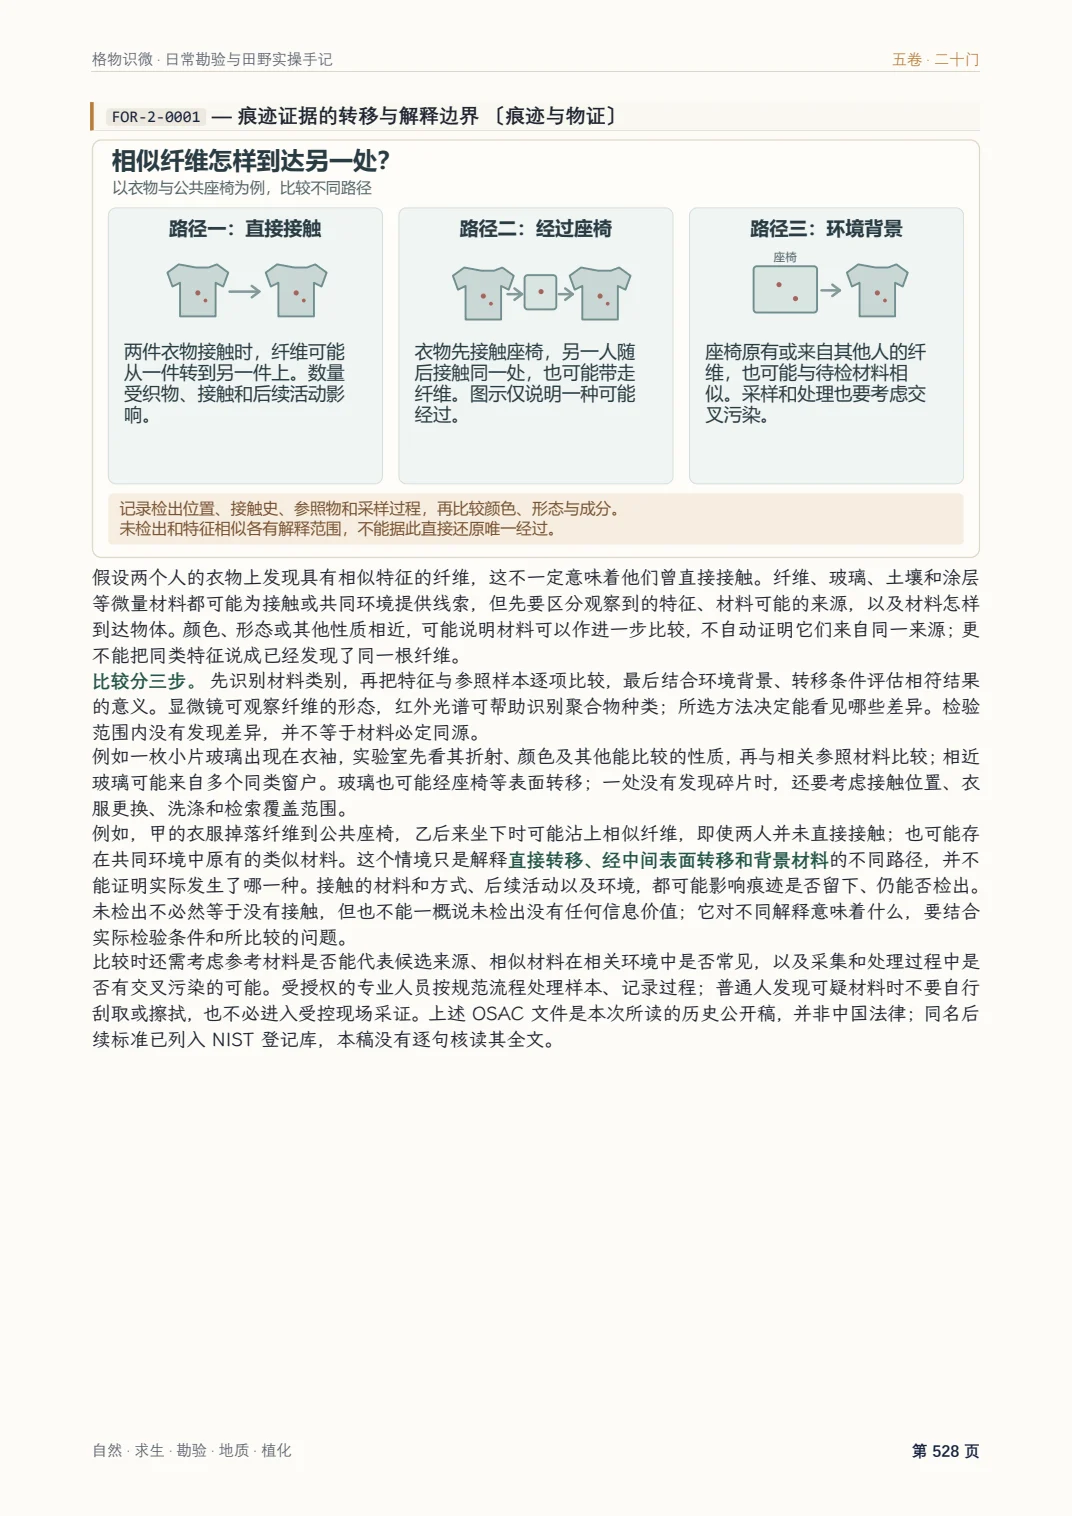 格物识微 · 日常勘验与田野实操手记
五卷 · 二十门
FOR-2-0001 — 痕迹证据的转移与解释边界 〔痕迹与物证〕
相似纤维怎样到达另一处?
以衣物与公共座椅为例，比较不同路径
路径一：直接接触
两件衣物接触时，纤维可能
从一件转到另一件上。数量
受织物、接触和后续活动影
响。
路径二：经过座椅
衣物先接触座椅，另一人随
后接触同一处，也可能带走
纤维。图示仅说明一种可能
经过。
路径三：环境背景
座椅
座椅原有或来自其他人的纤
维，也可能与待检材料相
似。采样和处理也要考虑交
叉污染。
记录检出位置、接触史、参照物和采样过程，再比较颜色、形态与成分。
未检出和特征相似各有解释范围，不能据此直接还原唯一经过。
假设两个人的衣物上发现具有相似特征的纤维，这不一定意味着他们曾直接接触。纤维、玻璃、土壤和涂层
等微量材料都可能为接触或共同环境提供线索，但先要区分观察到的特征、材料可能的来源，以及材料怎样
到达物体。颜色、形态或其他性质相近，可能说明材料可以作进一步比较，不自动证明它们来自同一来源；更
不能把同类特征说成已经发现了同一根纤维。
比较分三步。 先识别材料类别，再把特征与参照样本逐项比较，最后结合环境背景、转移条件评估相符结果
的意义。显微镜可观察纤维的形态，红外光谱可帮助识别聚合物种类；所选方法决定能看见哪些差异。检验
范围内没有发现差异，并不等于材料必定同源。
例如一枚小片玻璃出现在衣袖，实验室先看其折射、颜色及其他能比较的性质，再与相关参照材料比较；相近
玻璃可能来自多个同类窗户。玻璃也可能经座椅等表面转移；一处没有发现碎片时，还要考虑接触位置、衣
服更换、洗涤和检索覆盖范围。
例如，甲的衣服掉落纤维到公共座椅，乙后来坐下时可能沾上相似纤维，即使两人并未直接接触；也可能存
在共同环境中原有的类似材料。这个情境只是解释直接转移、经中间表面转移和背景材料的不同路径，并不
能证明实际发生了哪一种。接触的材料和方式、后续活动以及环境，都可能影响痕迹是否留下、仍能否检出。
未检出不必然等于没有接触，但也不能一概说未检出没有任何信息价值；它对不同解释意味着什么，要结合
实际检验条件和所比较的问题。
比较时还需考虑参考材料是否能代表候选来源、相似材料在相关环境中是否常见，以及采集和处理过程中是
否有交叉污染的可能。受授权的专业人员按规范流程处理样本、记录过程；普通人发现可疑材料时不要自行
刮取或擦拭，也不必进入受控现场采证。上述 OSAC 文件是本次所读的历史公开稿，并非中国法律；同名后
续标准已列入 NIST 登记库，本稿没有逐句核读其全文。
自然 · 求生 · 勘验 · 地质 · 植化
第 528 页